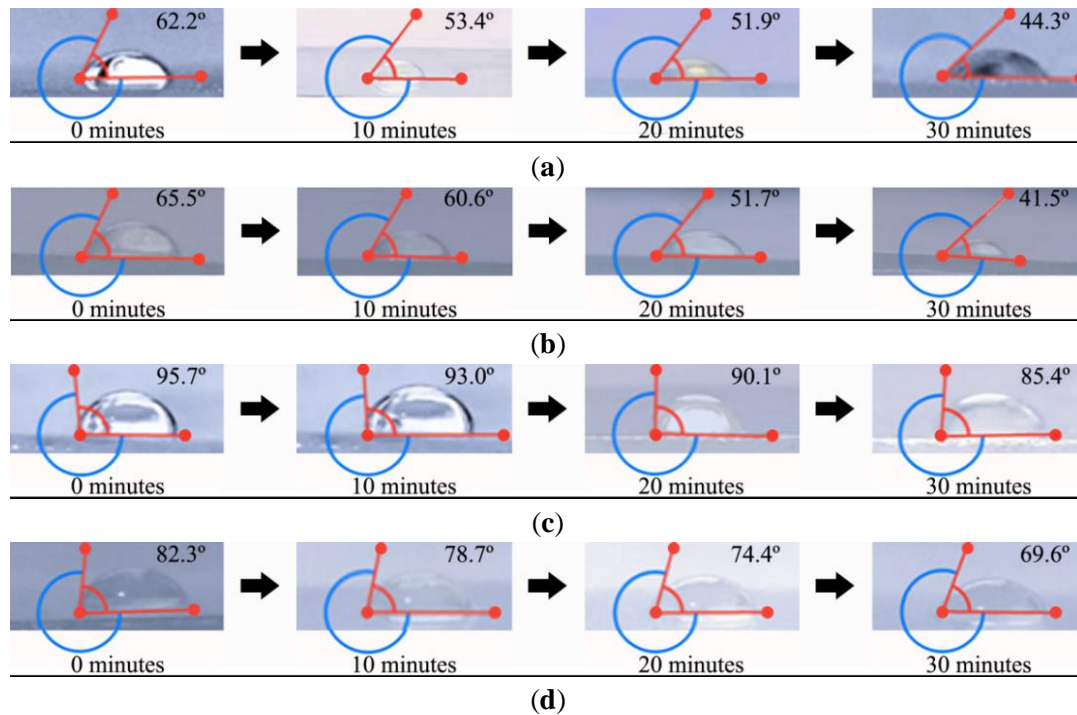 62.2º 53.4º 51.9º 44.3º
0 minutes 10 minutes 20 minutes 30 minutes
(a)
65.5º 60.6º 51.7º 41.5º
0 minutes 10 minutes 20 minutes 30 minutes
(b)
95.7º 93.0º 90.1º 85.4º
0 minutes 10 minutes 20 minutes 30 minutes
(c)
82.3º 78.7º 74.4º 69.6º
0 minutes 10 minutes 20 minutes 30 minutes
(d)